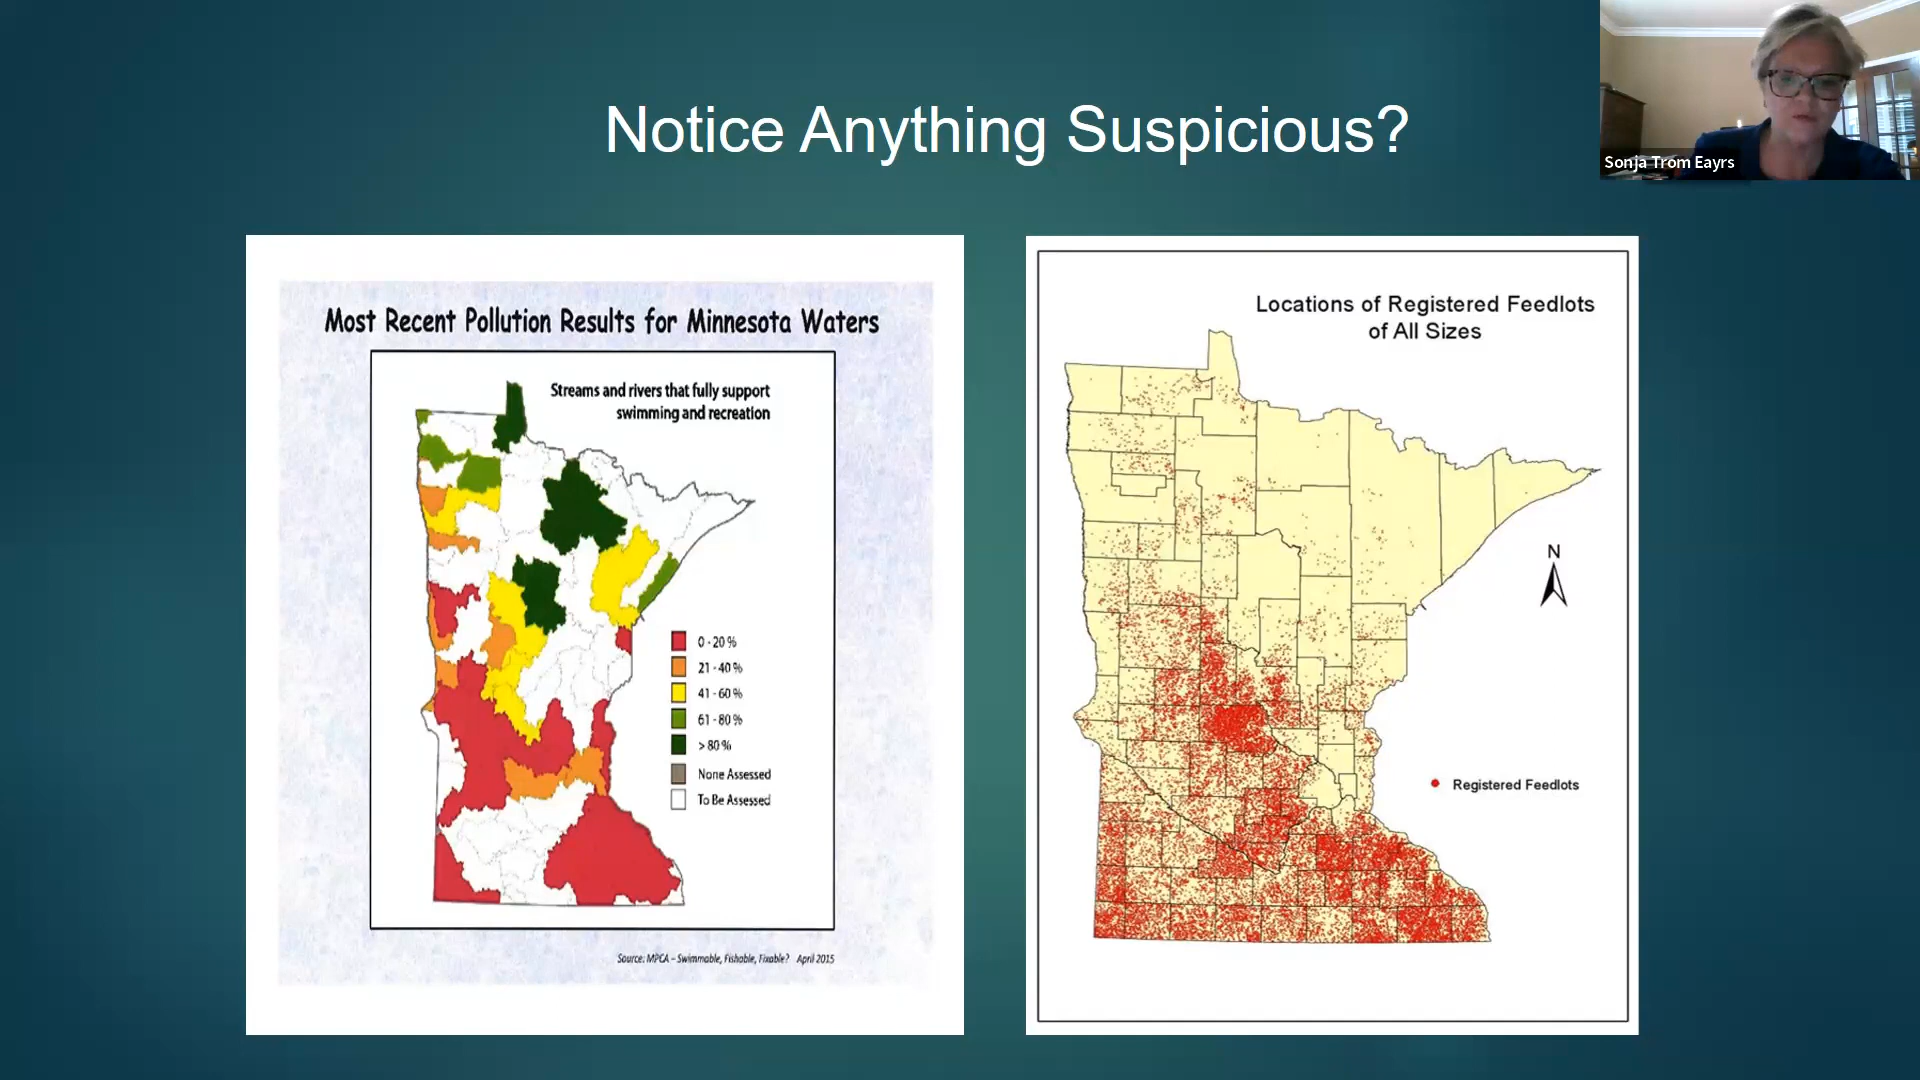 Notice Anything Suspicious?
Sonja Trom Eayrs
Most Recent Pollution Results for Minnesota Waters
Streams and rivers that fully support
swimming and recreation
0 - 20 %
21 - 40 %
41 - 60 %
61 - 80 %
> 80 %
None Assessed
To Be Assessed
Source: MPCA – Swimmable, Fishable, Fixable? April 2015
Locations of Registered Feedlots
of All Sizes
N
Registered Feedlots